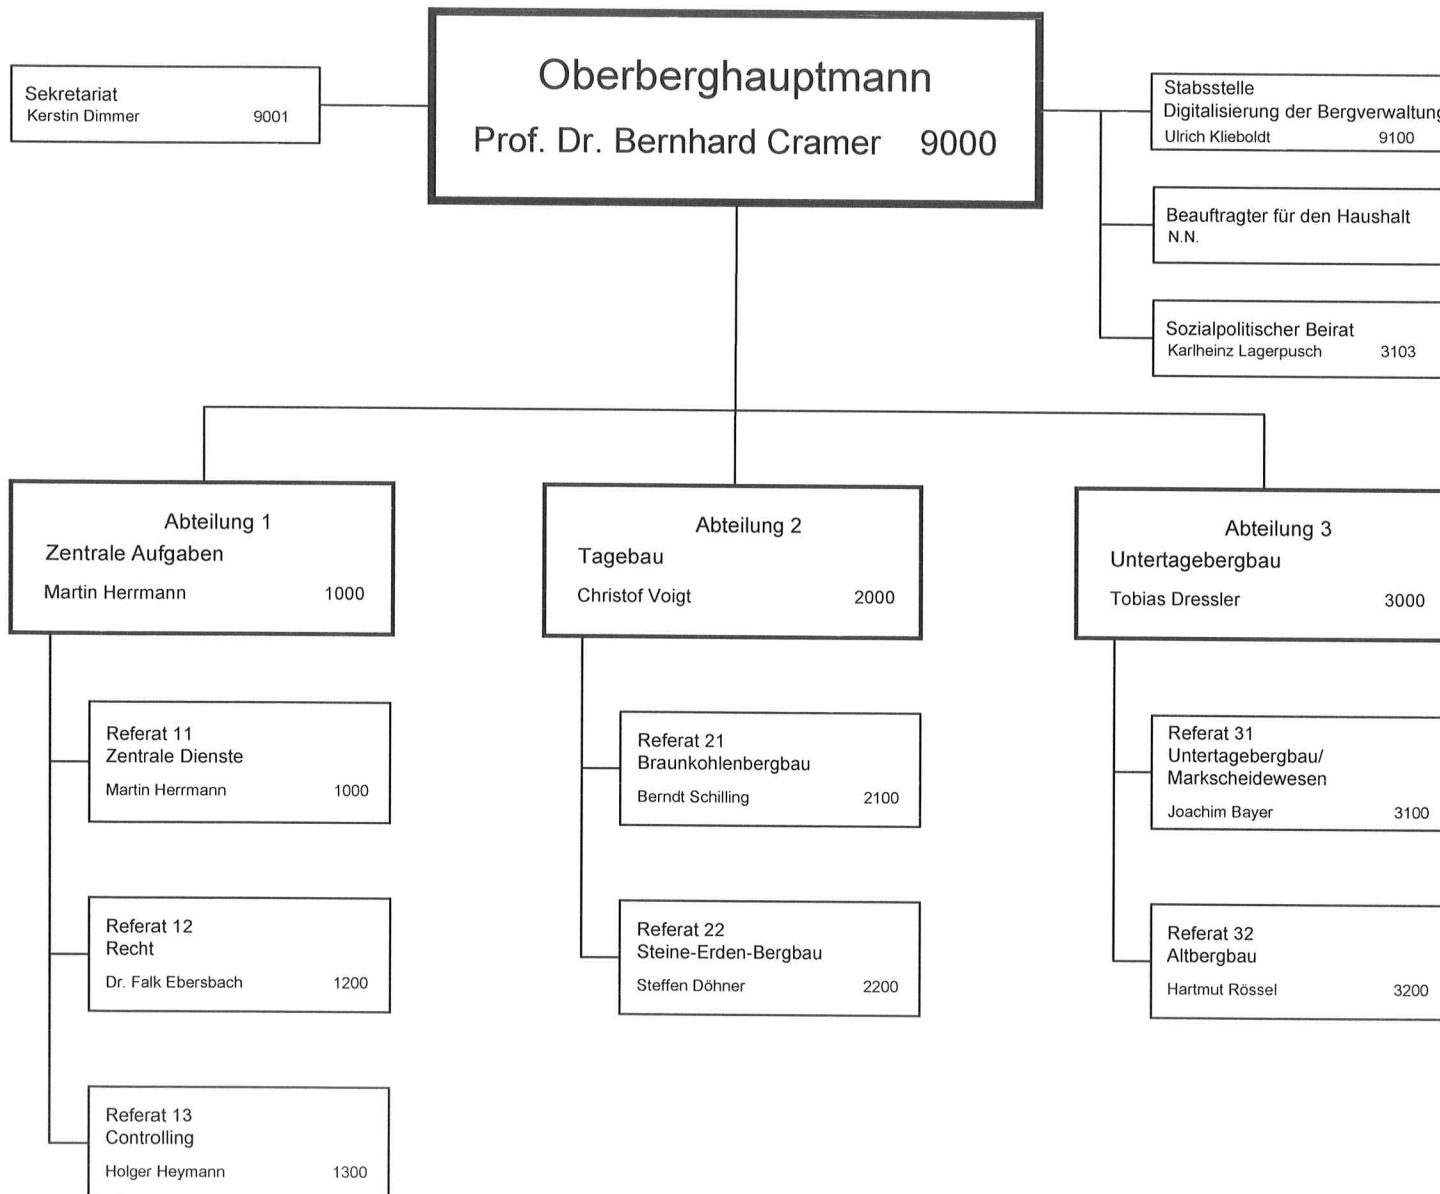 Oberberghauptmann
Prof. Dr. Bernhard Cramer 9000
Sekretariat
Kerstin Dimmer 9001
Stabsstelle
Digitalisierung der Bergverwaltung
Ulrich Klieboldt 9100
Beauftragter für den Haushalt
N.N.
Sozialpolitischer Beirat
Karlheinz Lagerpusch 3103
Abteilung 1
Zentrale Aufgaben
Martin Herrmann 1000
Referat 11
Zentrale Dienste
Martin Herrmann 1000
Referat 12
Recht
Dr. Falk Ebersbach 1200
Referat 13
Controlling
Holger Heymann 1300
Abteilung 2
Tagebau
Christof Voigt 2000
Referat 21
Braunkohlenbergbau
Berndt Schilling 2100
Referat 22
Steine-Erden-Bergbau
Steffen Döhner 2200
Abteilung 3
Untertagebergbau
Tobias Dressler 3000
Referat 31
Untertagebergbau/
Markscheidewesen
Joachim Bayer 3100
Referat 32
Altbergbau
Hartmut Rössel 3200